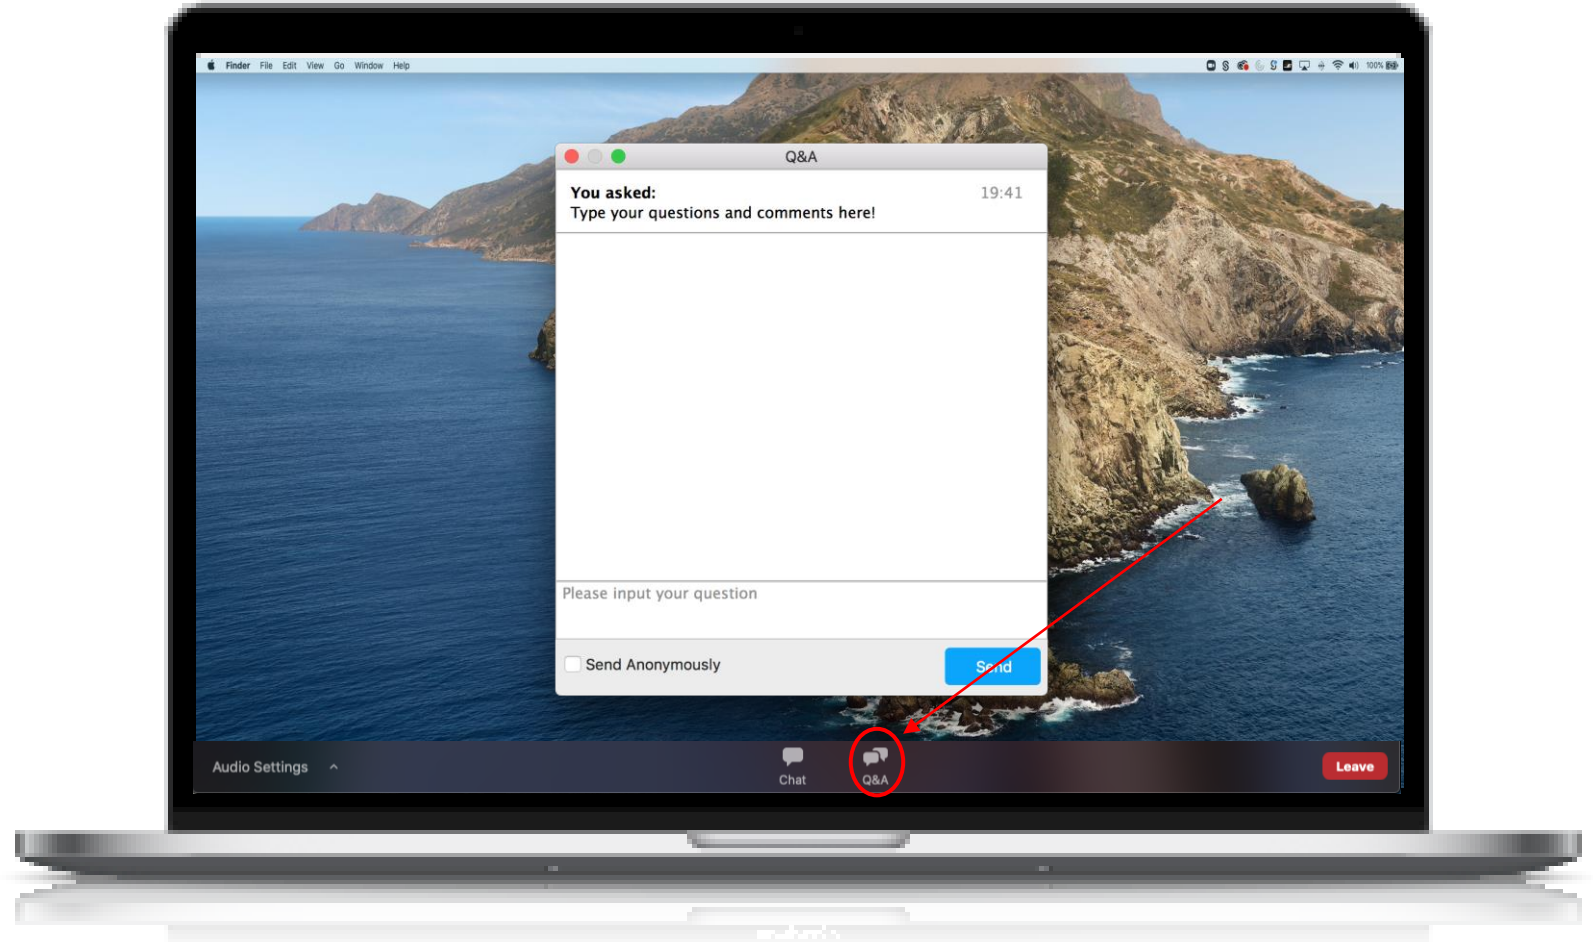 Finder File Edit View Go Window Help
100%
Q&A
You asked: 19:41
Type your questions and comments here!
Please input your question
Send Anonymously
Send
Audio Settings
Chat
Q&A
Leave